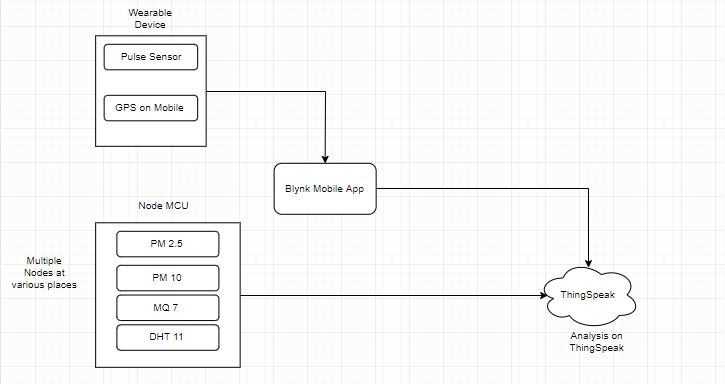 Wearable
Device
Pulse Sensor
GPS on Mobile
Blynk Mobile App
Node MCU
Multiple
Nodes at
various places
PM 2.5
PM 10
MQ 7
DHT 11
ThingSpeak
Analysis on
ThingSpeak